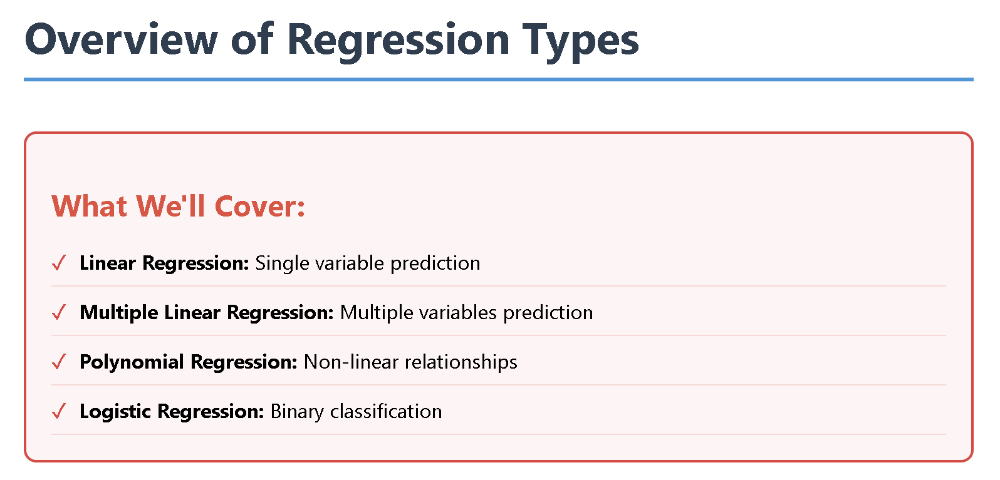 Overview of Regression Types
What We'll Cover:
✓ Linear Regression: Single variable prediction
✓ Multiple Linear Regression: Multiple variables prediction
✓ Polynomial Regression: Non-linear relationships
✓ Logistic Regression: Binary classification